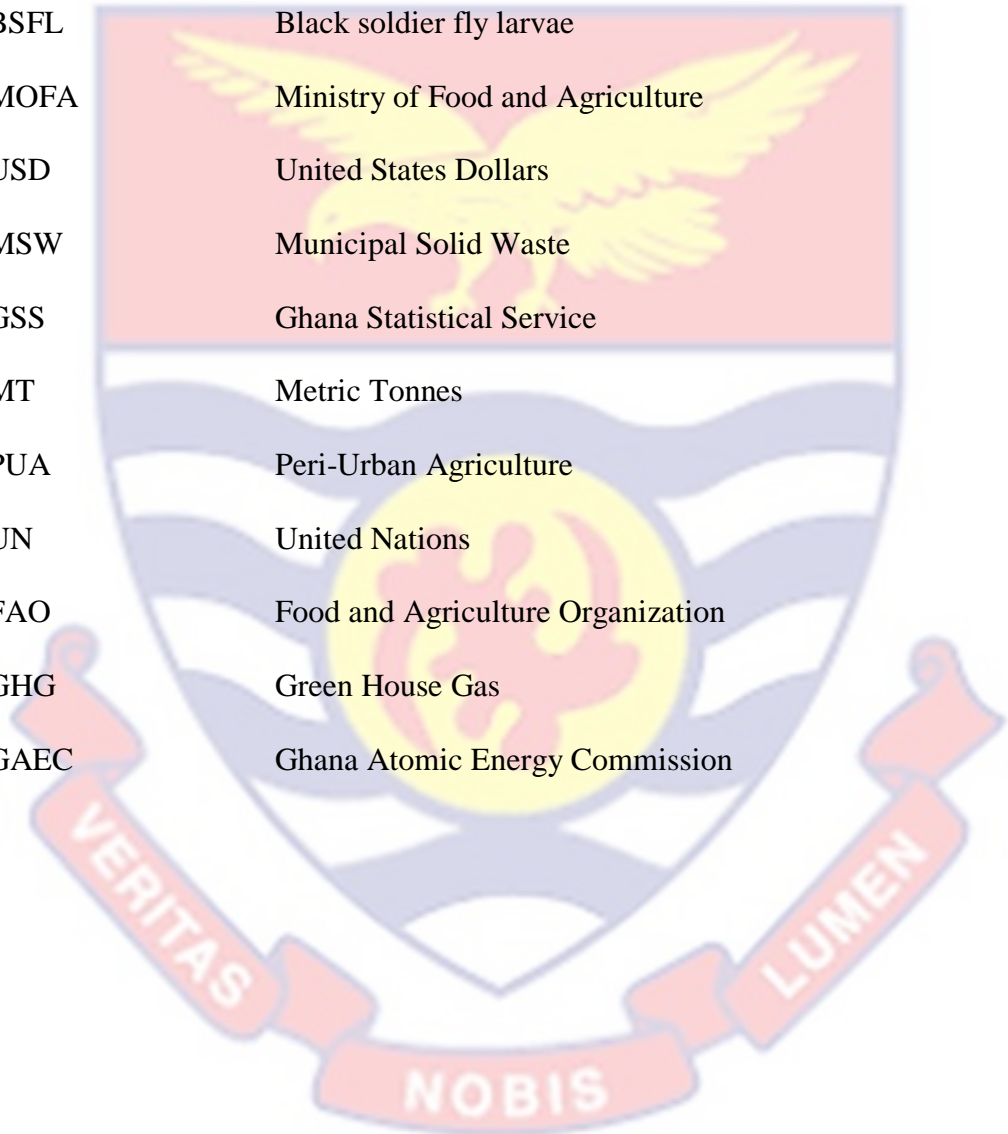 BSFL Black soldier fly larvae
MOFA Ministry of Food and Agriculture
USD United States Dollars
MSW Municipal Solid Waste
GSS Ghana Statistical Service
MT Metric Tonnes
PUA Peri-Urban Agriculture
UN United Nations
FAO Food and Agriculture Organization
GHG Green House Gas
GAEC Ghana Atomic Energy Commission
VERITAS
NOBIS
LUMEN